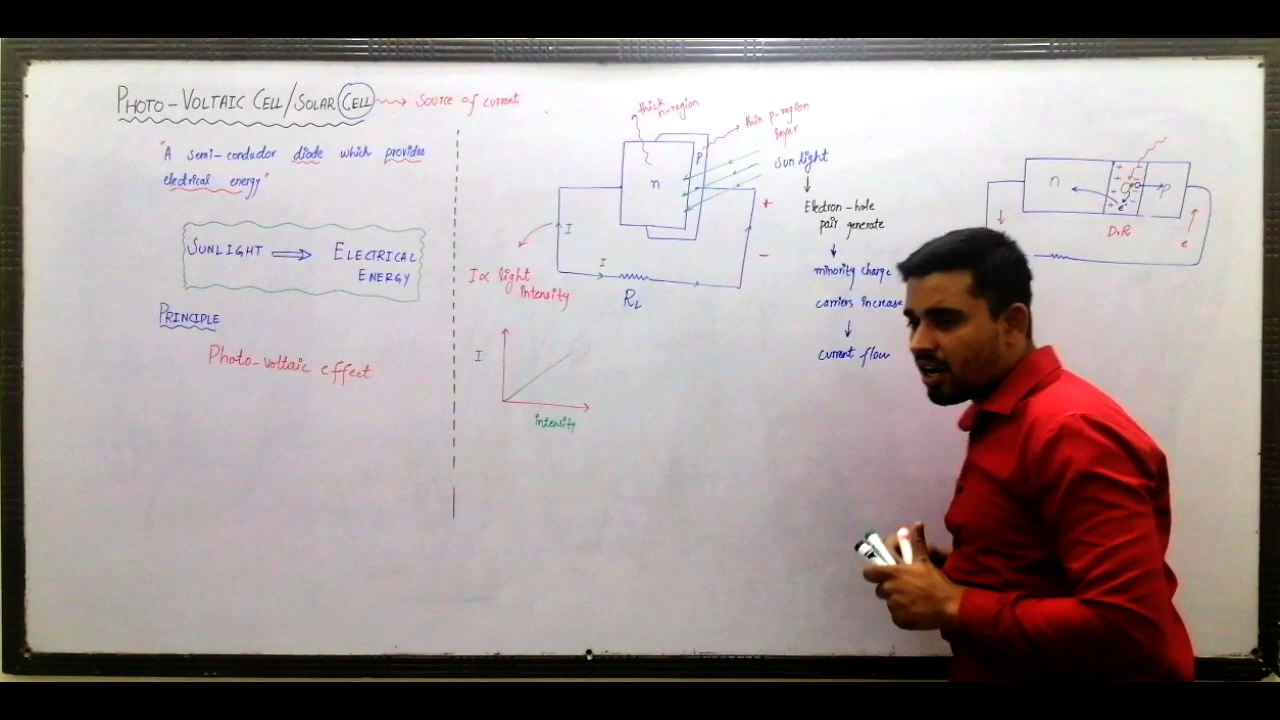 PHOTO-VOLTAIC CELL/SOLAR CELL → Source of current
"A semi-conductor diode which provides
electrical energy"
SUNLIGHT ⇒ ELECTRICAL
ENERGY
PRINCIPLE
Photo-voltaic effect
thick
n-region
thin p-region
layer
n
p
Sunlight
+
-
I
I
R_L
I ∝ light
intensity
I
intensity
Electron-hole
pair generate
minority charge
carriers increase
current flow
n
p
D.R
e